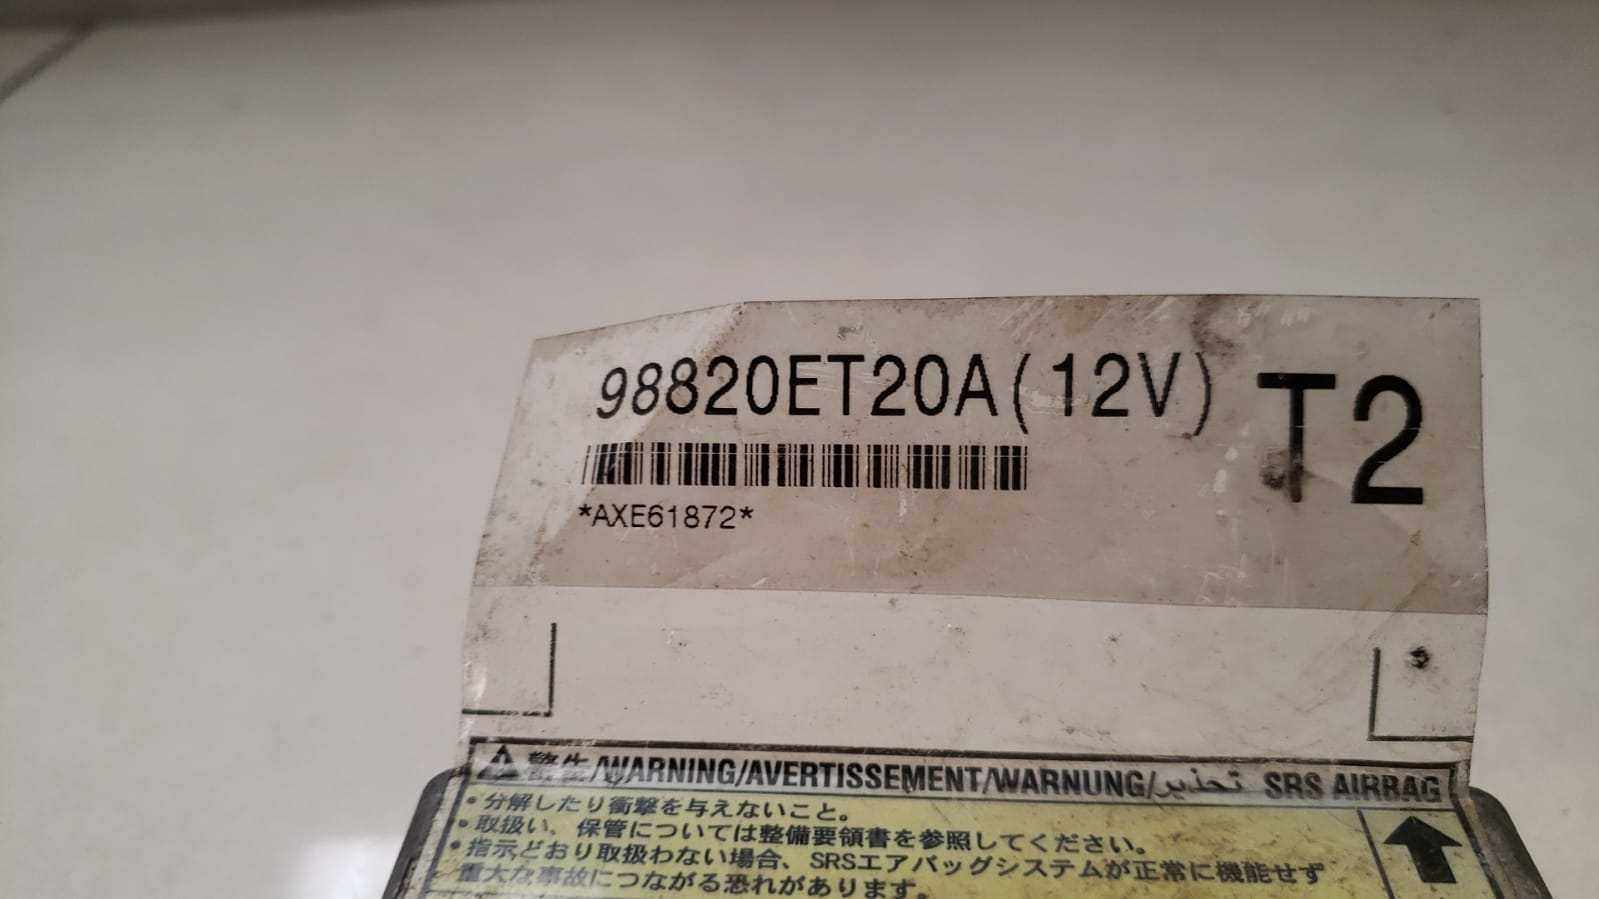 98820ET20A(12V) T2
*AXE61872*
警告/WARNING/AVERTISSEMENT/WARNUNG/تحذير SRS AIRBAG
・分解したり衝撃を与えないこと。
・取扱い、保管については整備要領書を参照してください。
・指示どおり取扱わない場合、SRSエアバッグシステムが正常に機能せず
重大な事故につながる恐れがあります。